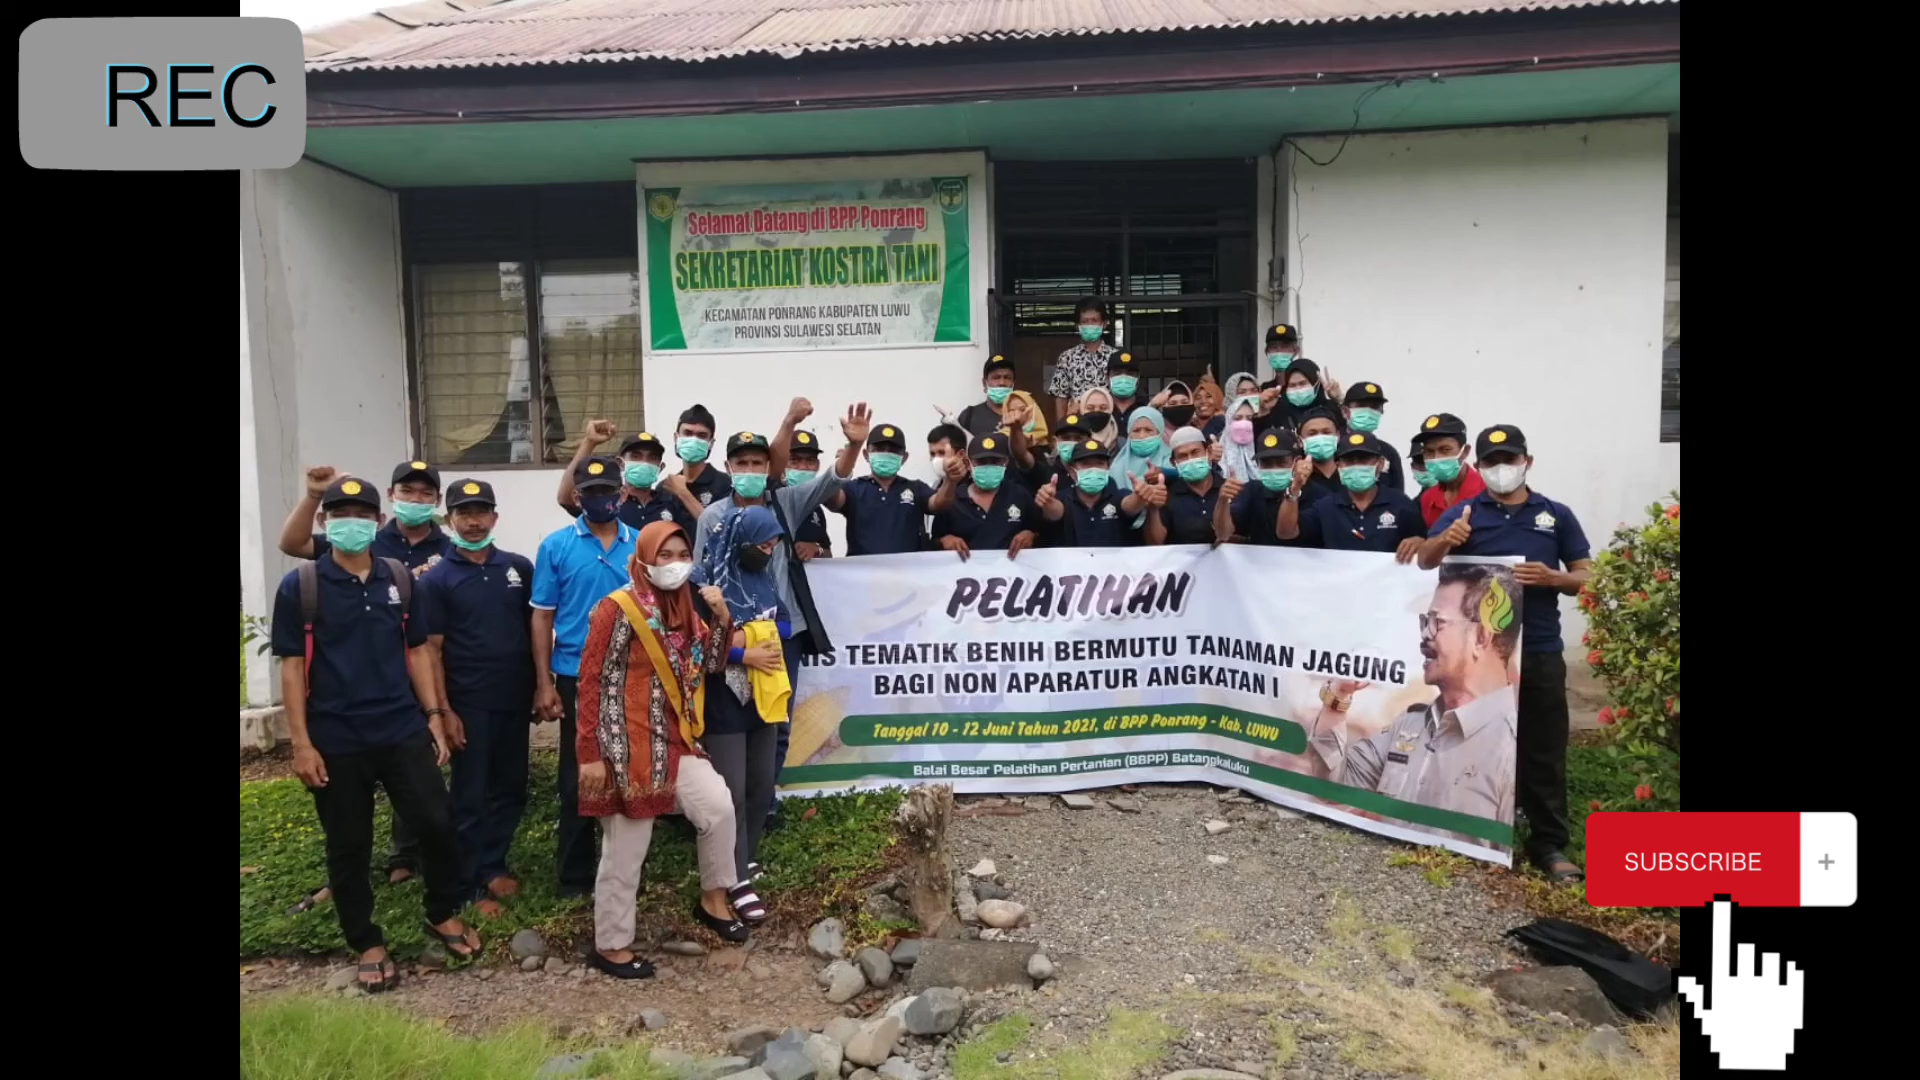 REC
Selamat Datang di BPP Ponrang
SEKRETARIAT KOSTRA TANI
KECAMATAN PONRANG KABUPATEN LUWU
PROVINSI SULAWESI SELATAN
PELATIHAN
NIS TEMATIK BENIH BERMUTU TANAMAN JAGUNG
BAGI NON APARATUR ANGKATAN I
Tanggal 10 - 12 Juni Tahun 2021, di BPP Ponrang - Kab. LUWU
Balai Besar Pelatihan Pertanian (BBPP) Batangkaluku
SUBSCRIBE +